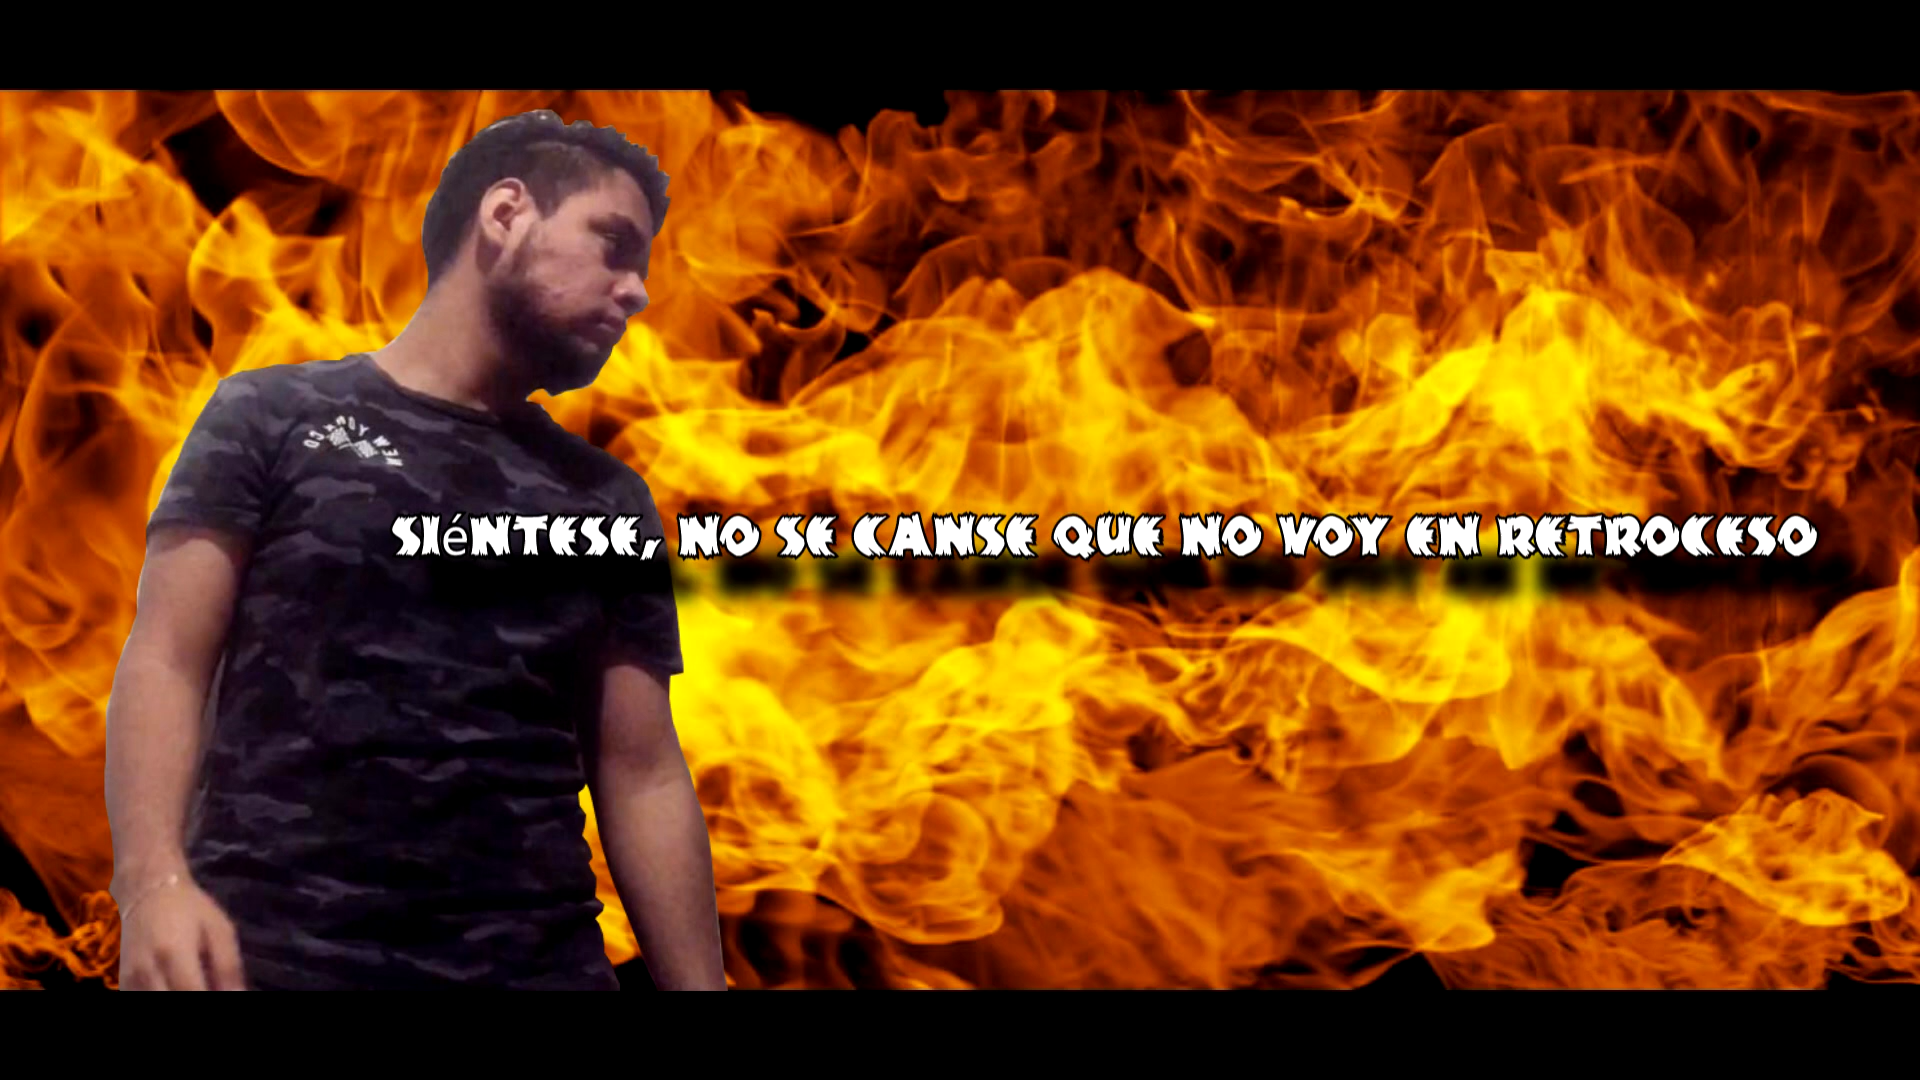 SIéNTESE, NO SE CANSE QUE NO VOY EN RETROCESO